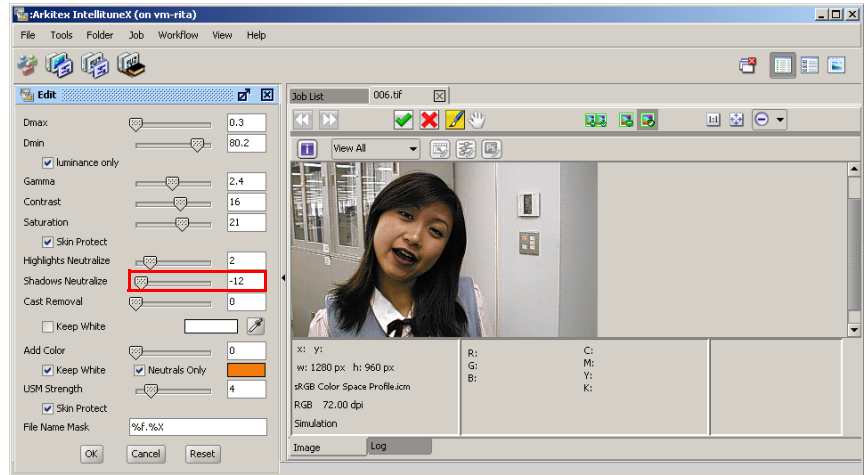 :Arkitex IntellituneX (on vm-rita)
File Tools Folder Job Workflow View Help
Edit
Dmax 0.3
Dmin 80.2
luminance only
Gamma 2.4
Contrast 16
Saturation 21
Skin Protect
Highlights Neutralize 2
Shadows Neutralize -12
Cast Removal 0
Keep White
Add Color 0
Keep White Neutrals Only
USM Strength 4
Skin Protect
File Name Mask %f.%X
OK Cancel Reset
Job List 006.tif
1:1
i View All
x: y:
w: 1280 px h: 960 px
sRGB Color Space Profile.icm
RGB 72.00 dpi
Simulation
R:
G:
B:
C:
M:
Y:
K:
Image Log